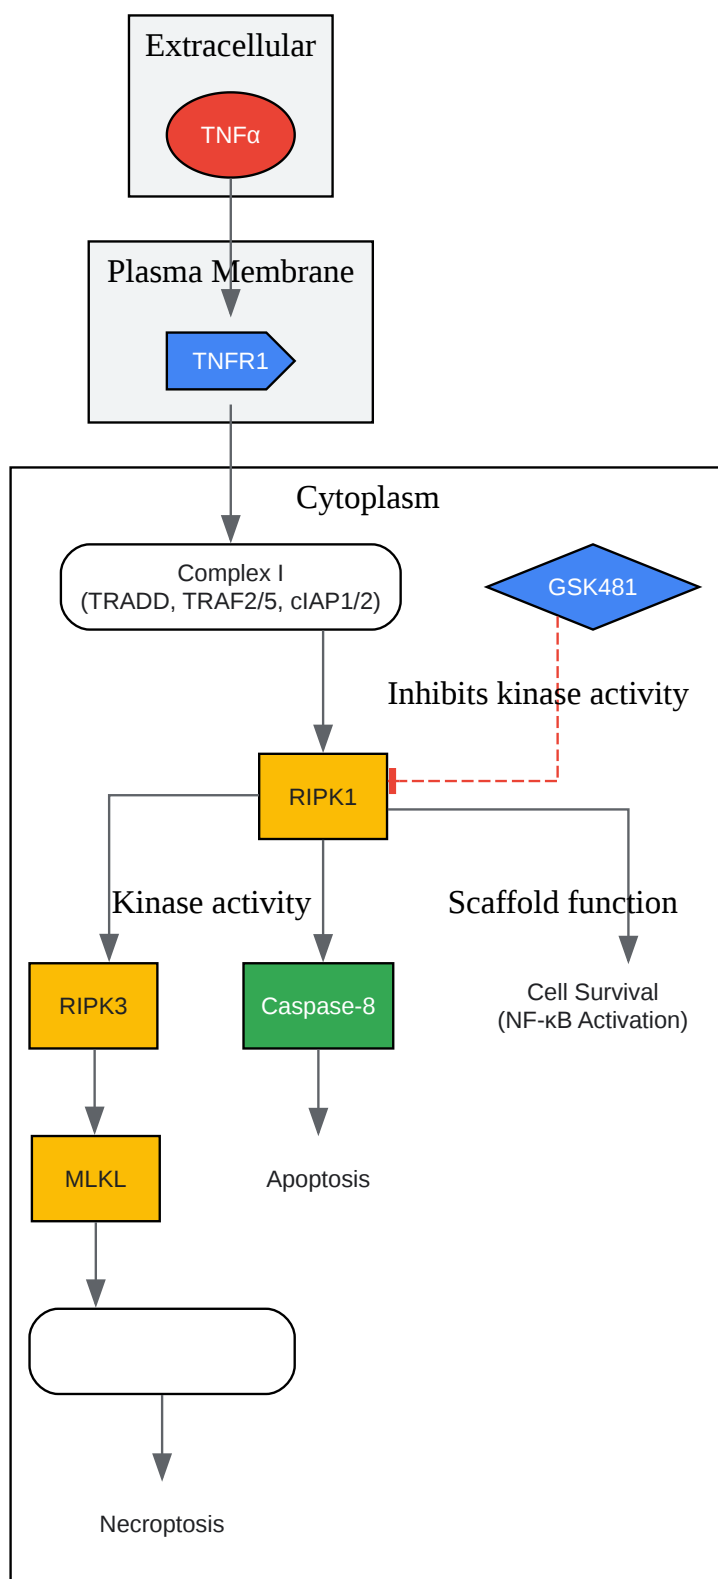 Extracellular
TNFα
Plasma Membrane
TNFR1
Cytoplasm
Complex I
(TRADD, TRAF2/5, cIAP1/2)
GSK481
Inhibits kinase activity
RIPK1
Kinase activity
Scaffold function
RIPK3
Caspase-8
Cell Survival
(NF-κB Activation)
MLKL
Apoptosis
Necroptosis